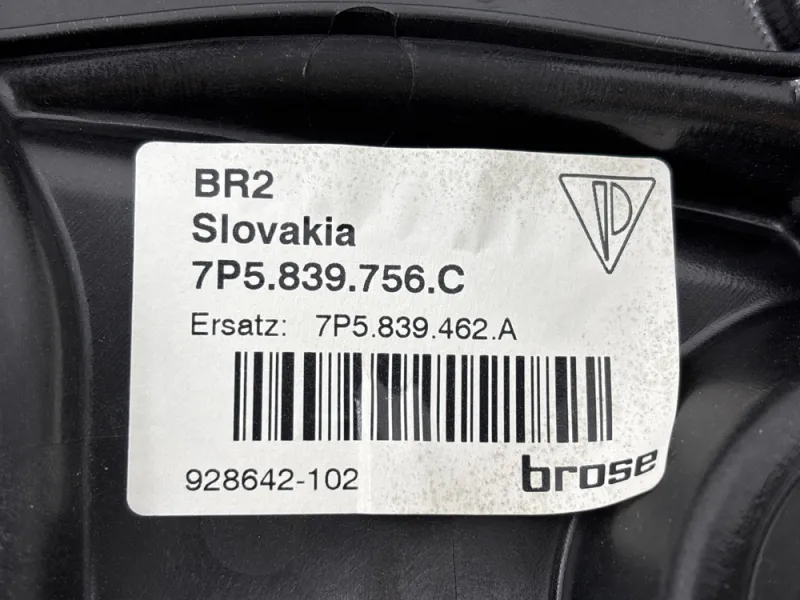 BR2
Slovakia
7P5.839.756.C
Ersatz: 7P5.839.462.A
928642-102
brose